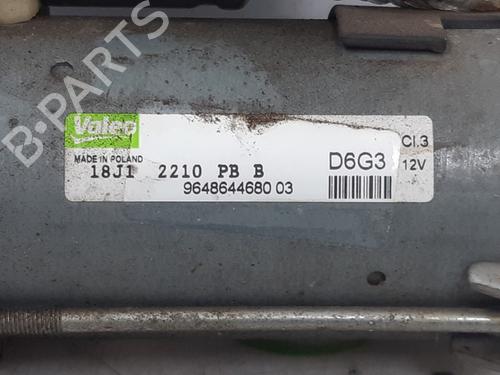 B-PARTS
Valeo
MADE IN POLAND
18J1 2210 PB B
9648644680 03
D6G3
Cl.3
12V